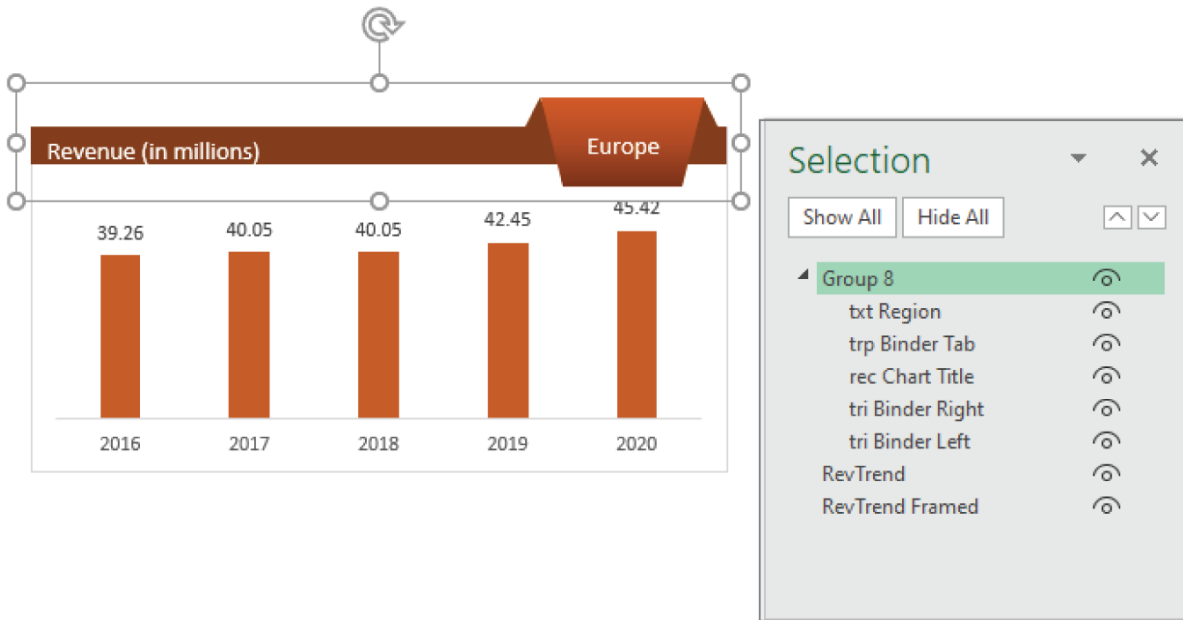 Revenue (in millions)
Europe
39.26
40.05
40.05
42.45
45.42
2016
2017
2018
2019
2020
Selection
Show All
Hide All
Group 8
txt Region
trp Binder Tab
rec Chart Title
tri Binder Right
tri Binder Left
RevTrend
RevTrend Framed